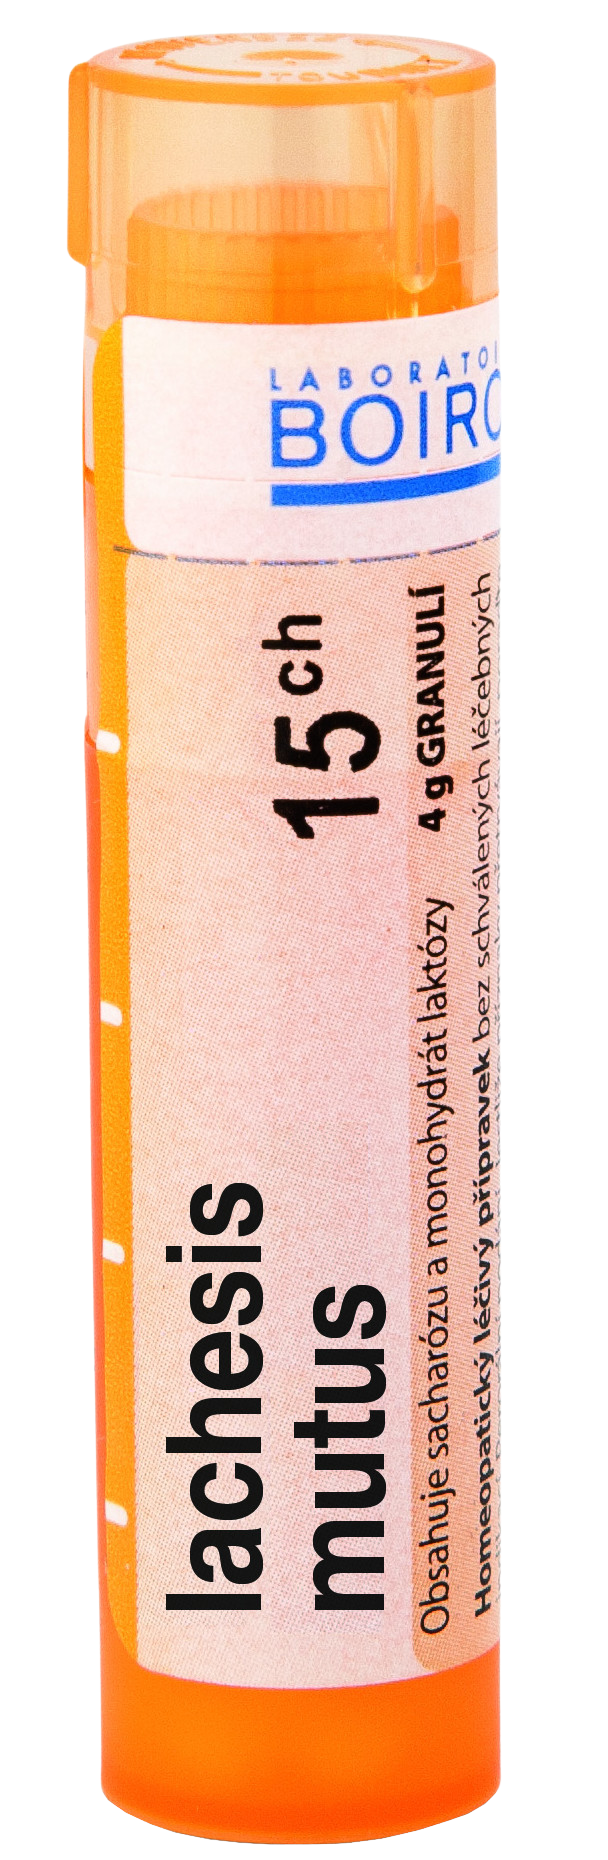 LABORATOI
BOIRO
lachesis
mutus
15 ch
Obsahuje sacharózu a monohydrát laktózy 4 g GRANULÍ
Homeopatický léčivý přípravek bez schválených léčebných